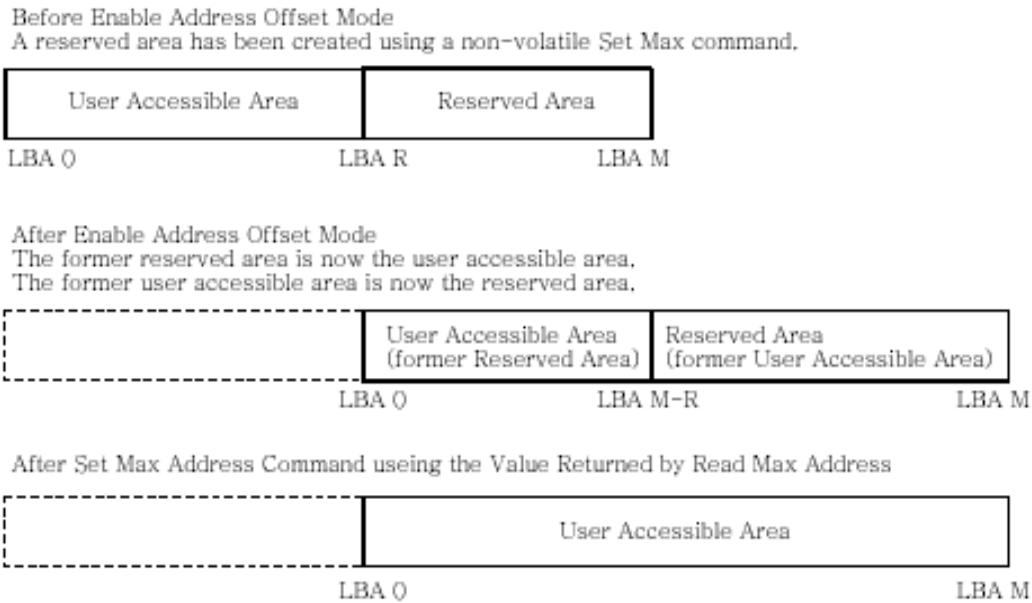 Before Enable Address Offset Mode
A reserved area has been created using a non-volatile Set Max command.
User Accessible Area
Reserved Area
LBA 0
LBA R
LBA M
After Enable Address Offset Mode
The former reserved area is now the user accessible area.
The former user accessible area is now the reserved area.
User Accessible Area
(former Reserved Area)
Reserved Area
(former User Accessible Area)
LBA 0
LBA M-R
LBA M
After Set Max Address Command useing the Value Returned by Read Max Address
User Accessible Area
LBA 0
LBA M